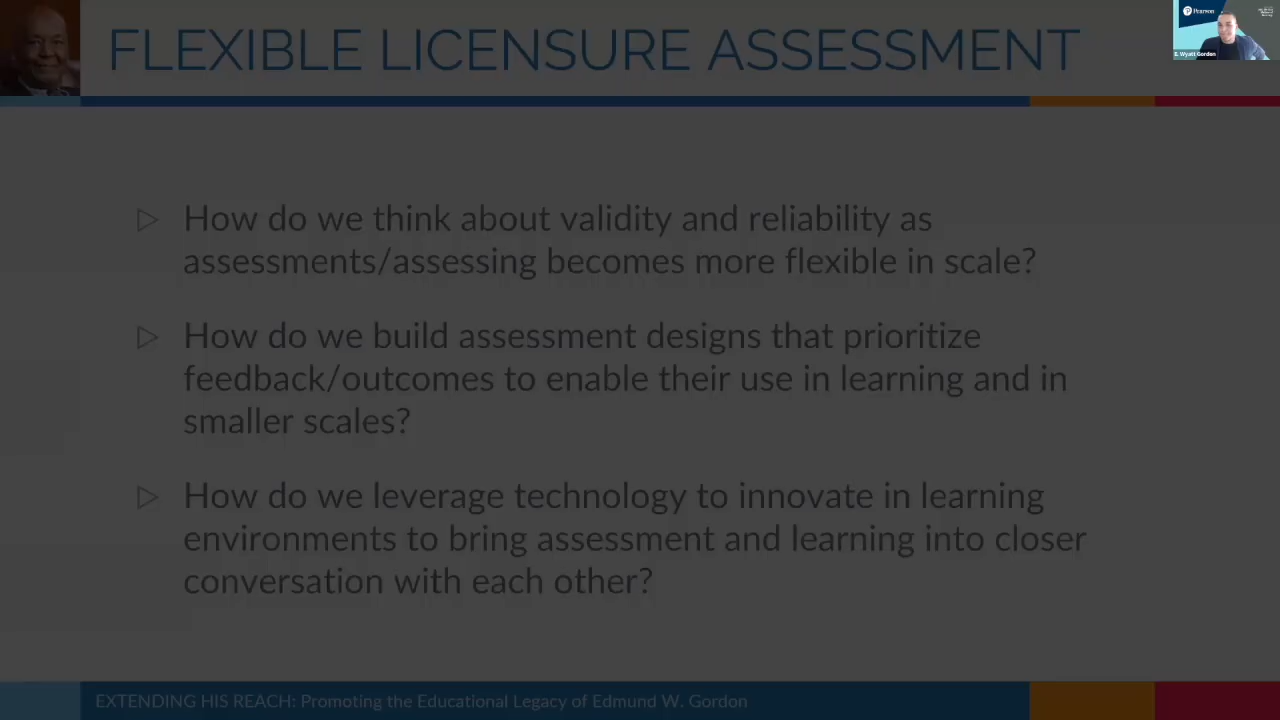 FLEXIBLE LICENSURE ASSESSMENT
Pearson
E. Wyatt Gordon
How do we think about validity and reliability as
assessments/assessing becomes more flexible in scale?
How do we build assessment designs that prioritize
feedback/outcomes to enable their use in learning and in
smaller scales?
How do we leverage technology to innovate in learning
environments to bring assessment and learning into closer
conversation with each other?
EXTENDING HIS REACH: Promoting the Educational Legacy of Edmund W. Gordon